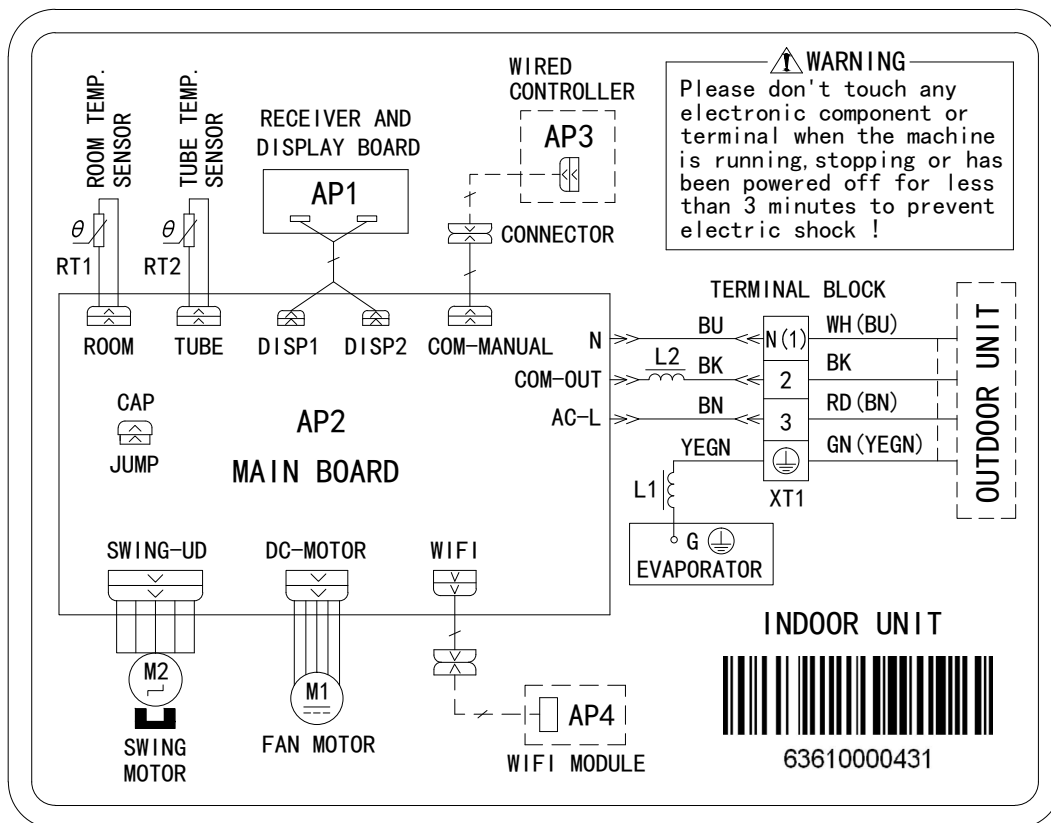 ROOM TEMP.
SENSOR
TUBE TEMP.
SENSOR
RECEIVER AND
DISPLAY BOARD
AP1
WIRED
CONTROLLER
AP3
CONNECTOR
WARNING
Please don't touch any
electronic component or
terminal when the machine
is running,stopping or has
been powered off for less
than 3 minutes to prevent
electric shock !
θ
RT1
θ
RT2
ROOM
TUBE
DISP1
DISP2
COM-MANUAL
TERMINAL BLOCK
N
BU
N(1)
WH(BU)
COM-OUT
L2
BK
2
BK
AC-L
BN
3
RD(BN)
YEGN
GN(YEGN)
XT1
OUTDOOR UNIT
CAP
JUMP
AP2
MAIN BOARD
L1
G
EVAPORATOR
SWING-UD
DC-MOTOR
WIFI
M2
SWING
MOTOR
M1
FAN MOTOR
AP4
WIFI MODULE
INDOOR UNIT
63610000431